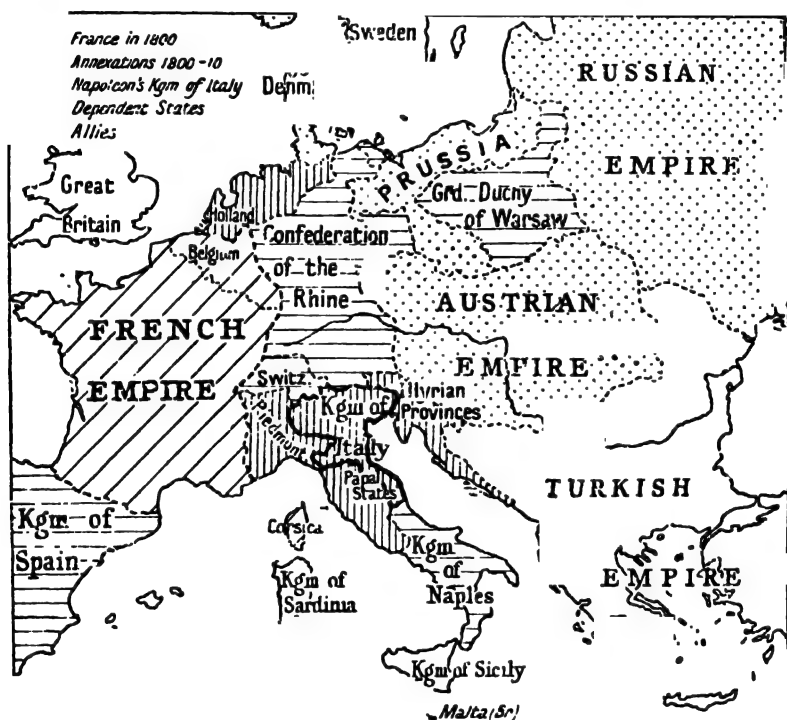 France in 1800
Annexations 1800-10
Napoleon's Kgm of Italy
Dependent States
Allies
Sweden
Denm
RUSSIAN
EMPIRE
Great
Britain
PRUSSIA
Grd. Duchy
of Warsaw
Holland
Belgium
Confederation
of the
Rhine
FRENCH
EMPIRE
AUSTRIAN
EMPIRE
Switz
Piedmont
Kgm of
Italy
Illyrian
Provinces
Papal
States
Corsica
Kgm of
Spain
TURKISH
EMPIRE
Kgm of
Sardinia
Kgm
of
Naples
Kgm of Sicily
Malta (Br)